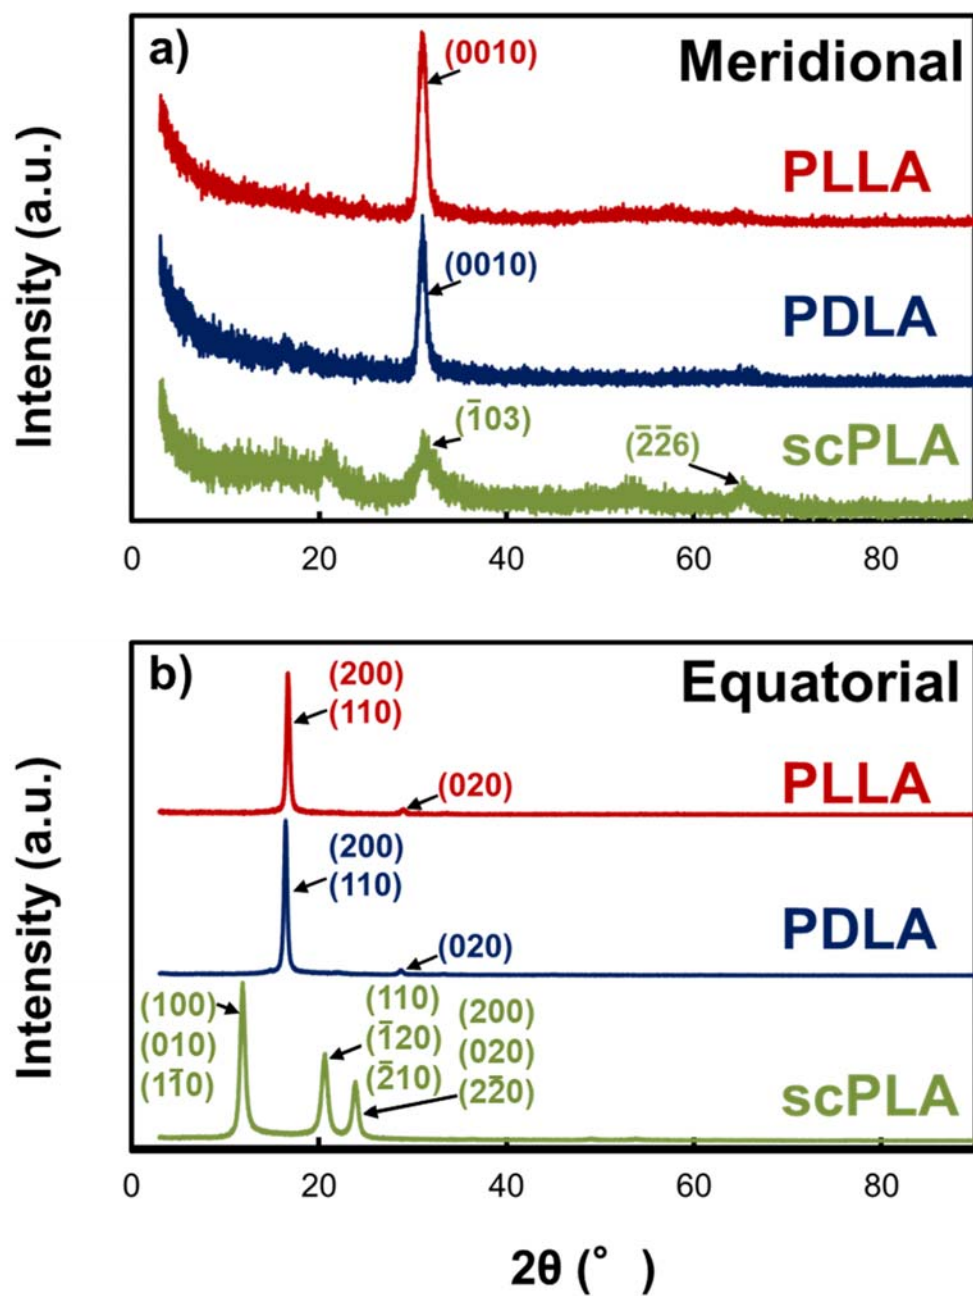 a)
Meridional
Intensity (a.u.)
(0010)
PLLA
(0010)
PDLA
(1̅03)
(2̅2̅6)
scPLA
0 20 40 60 80
b)
Equatorial
Intensity (a.u.)
(200)
(110)
(020)
PLLA
(200)
(110)
(020)
PDLA
(100)
(010)
(11̅0)
(110)
(1̅20)
(2̅10)
(200)
(020)
(22̅0)
scPLA
0 20 40 60 80
2θ (° )